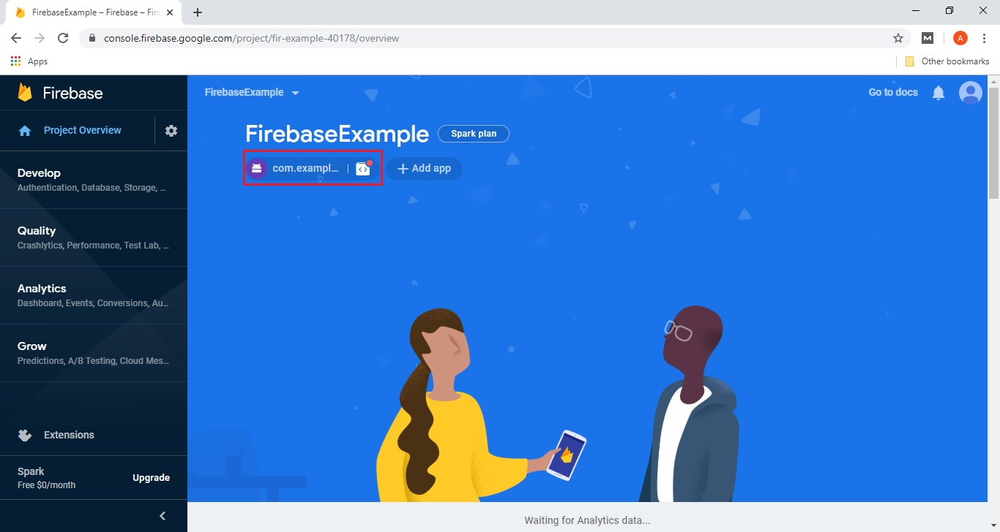 FirebaseExample – Firebase – Fire
console.firebase.google.com/project/fir-example-40178/overview
M
A
Apps
Other bookmarks
Firebase
FirebaseExample
Go to docs
Project Overview
FirebaseExample
Spark plan
com.exampl...
Add app
Develop
Authentication, Database, Storage, ...
Quality
Crashlytics, Performance, Test Lab, ...
Analytics
Dashboard, Events, Conversions, Au...
Grow
Predictions, A/B Testing, Cloud Mes...
Extensions
Spark
Free $0/month
Upgrade
Waiting for Analytics data...